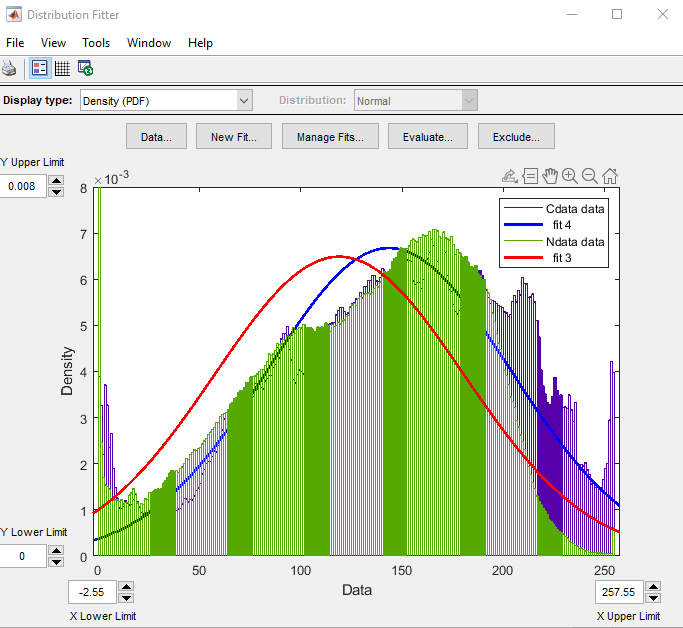 Distribution Fitter
File View Tools Window Help
Display type: Density (PDF) Distribution: Normal
Data... New Fit... Manage Fits... Evaluate... Exclude...
Y Upper Limit
0.008
× 10⁻³
8
7
6
5
4
3
2
1
0
Density
Cdata data
fit 4
Ndata data
fit 3
Y Lower Limit
0
0 50 100 150 200 250
Data
-2.55
X Lower Limit
257.55
X Upper Limit